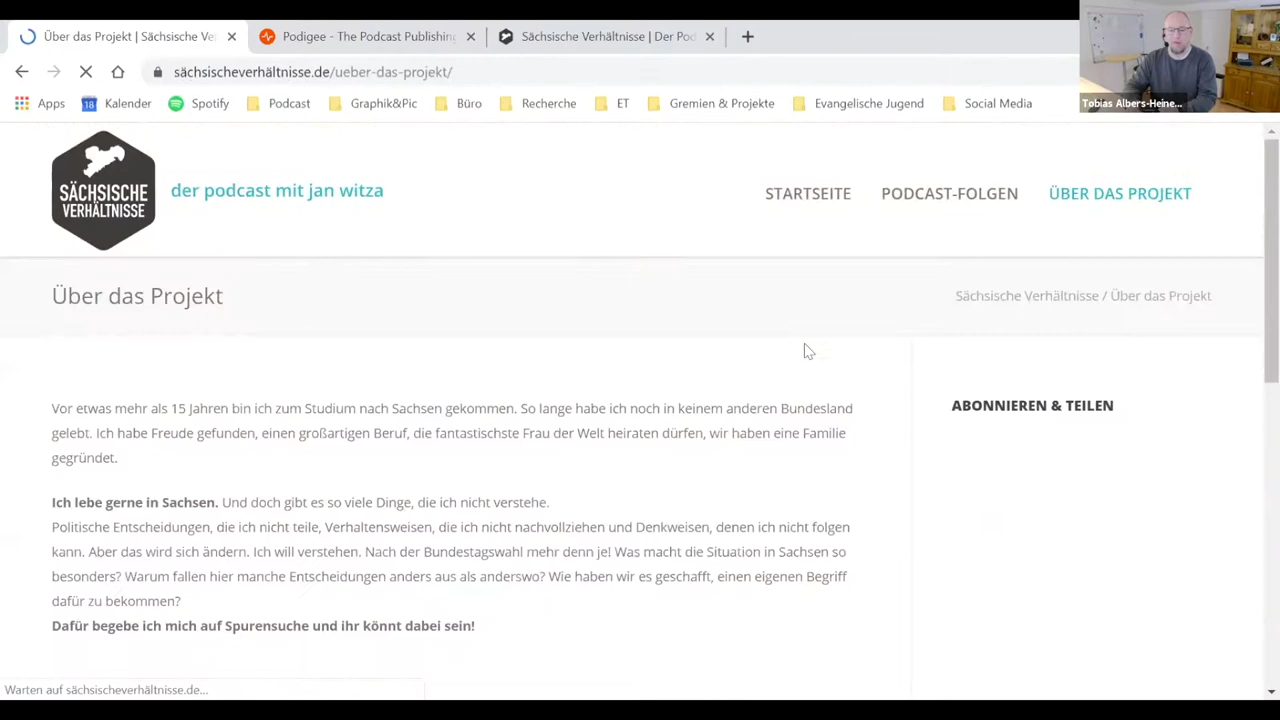 Über das Projekt | Sächsische Ve
Podigee - The Podcast Publishing
Sächsische Verhältnisse | Der Pod
sächsischeverhältnisse.de/ueber-das-projekt/
Apps
18 Kalender
Spotify
Podcast
Graphik&Pic
Büro
Recherche
ET
Gremien & Projekte
Evangelische Jugend
Social Media
Tobias Albers-Heine...
SÄCHSISCHE
VERHÄLTNISSE
der podcast mit jan witza
STARTSEITE
PODCAST-FOLGEN
ÜBER DAS PROJEKT
Über das Projekt
Sächsische Verhältnisse / Über das Projekt
Vor etwas mehr als 15 Jahren bin ich zum Studium nach Sachsen gekommen. So lange habe ich noch in keinem anderen Bundesland
gelebt. Ich habe Freude gefunden, einen großartigen Beruf, die fantastischste Frau der Welt heiraten dürfen, wir haben eine Familie
gegründet.
Ich lebe gerne in Sachsen. Und doch gibt es so viele Dinge, die ich nicht verstehe.
Politische Entscheidungen, die ich nicht teile, Verhaltensweisen, die ich nicht nachvollziehen und Denkweisen, denen ich nicht folgen
kann. Aber das wird sich ändern. Ich will verstehen. Nach der Bundestagswahl mehr denn je! Was macht die Situation in Sachsen so
besonders? Warum fallen hier manche Entscheidungen anders aus als anderswo? Wie haben wir es geschafft, einen eigenen Begriff
dafür zu bekommen?
Dafür begebe ich mich auf Spurensuche und ihr könnt dabei sein!
ABONNIEREN & TEILEN
Warten auf sächsischeverhältnisse.de...